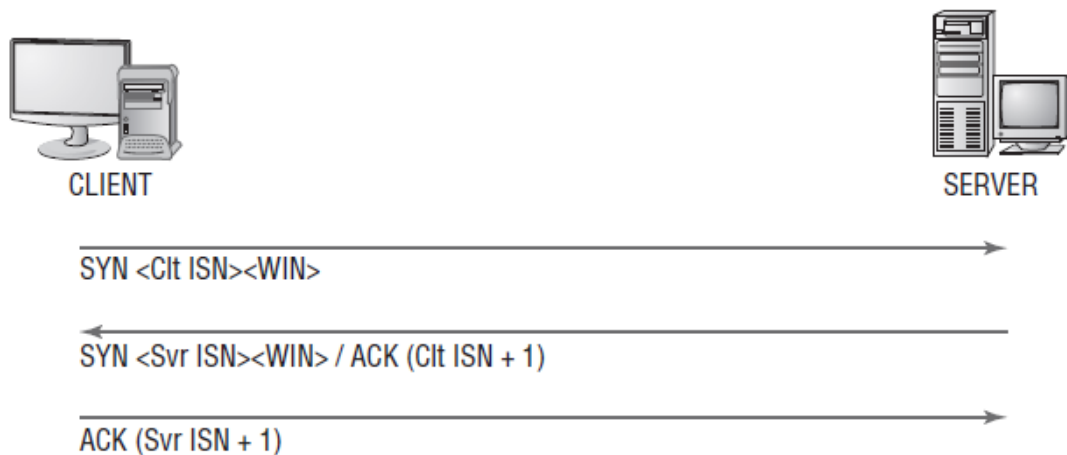 CLIENT
SERVER
SYN <Clt ISN><WIN>
SYN <Svr ISN><WIN> / ACK (Clt ISN + 1)
ACK (Svr ISN + 1)